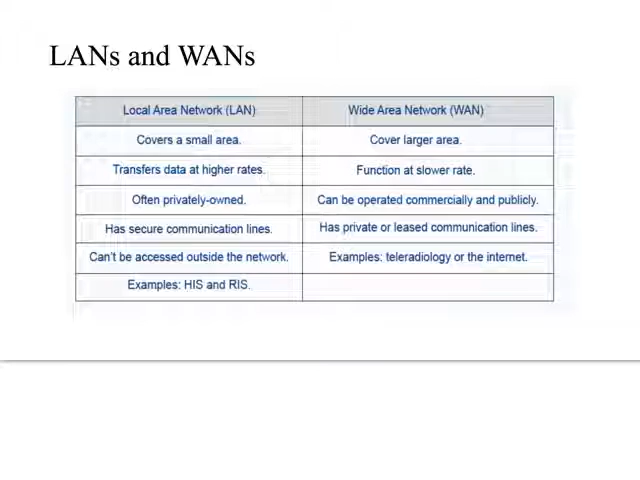 LANs and WANs
Local Area Network (LAN) Wide Area Network (WAN)
Covers a small area. Cover larger area.
Transfers data at higher rates. Function at slower rate.
Often privately-owned. Can be operated commercially and publicly.
Has secure communication lines. Has private or leased communication lines.
Can't be accessed outside the network. Examples: teleradiology or the internet.
Examples: HIS and RIS.